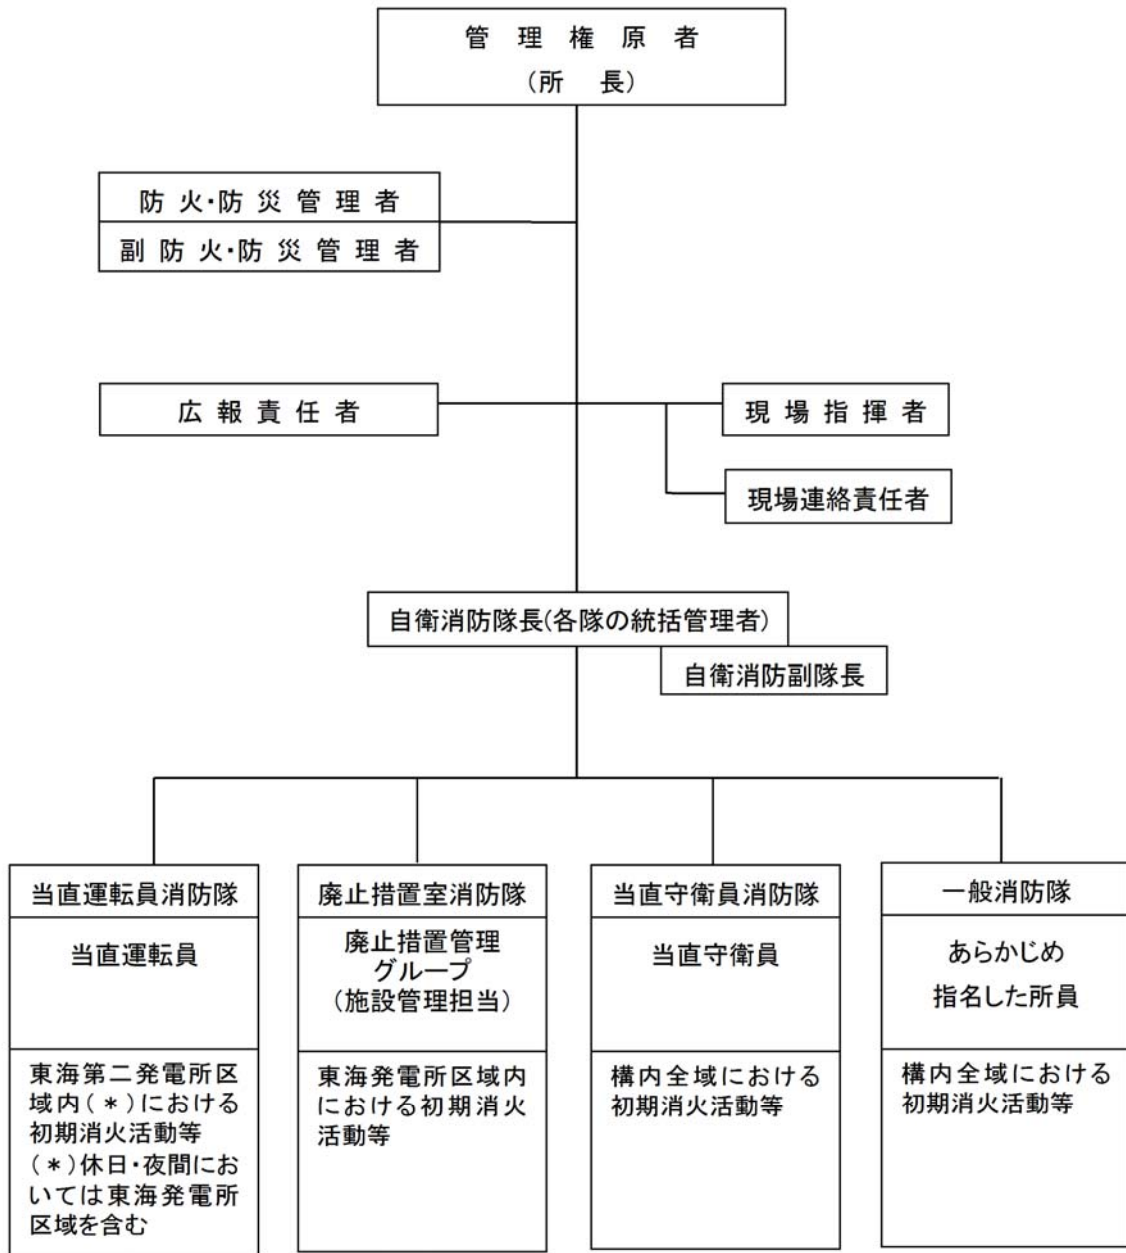 管理権原者
(所　長)
防火・防災管理者
副防火・防災管理者
広報責任者
現場指揮者
現場連絡責任者
自衛消防隊長(各隊の統括管理者)
自衛消防副隊長
当直運転員消防隊
当直運転員
東海第二発電所区
域内(*)における
初期消火活動等
(*)休日・夜間にお
いては東海発電所
区域を含む
廃止措置室消防隊
廃止措置管理
グループ
(施設管理担当)
東海発電所区域内
における初期消火
活動等
当直守衛員消防隊
当直守衛員
構内全域における
初期消火活動等
一般消防隊
あらかじめ
指名した所員
構内全域における
初期消火活動等